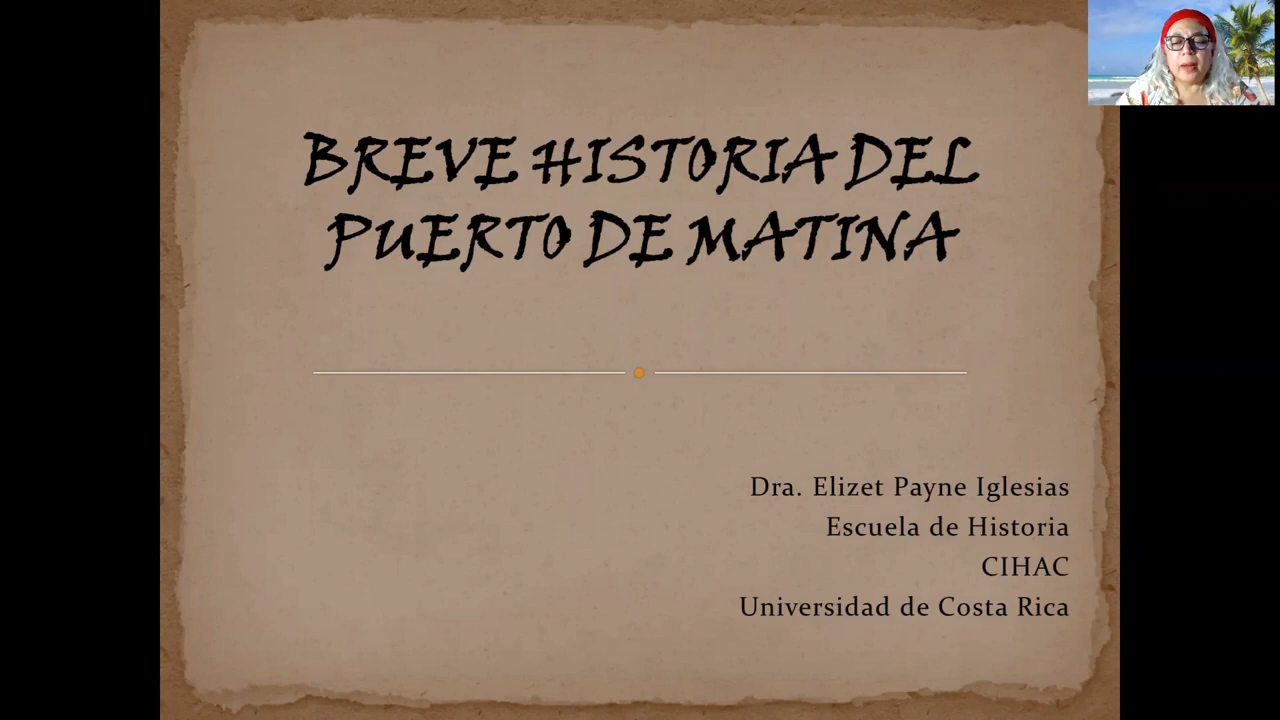 BREVE HISTORIA DEL
PUERTO DE MATINA
Dra. Elizet Payne Iglesias
Escuela de Historia
CIHAC
Universidad de Costa Rica